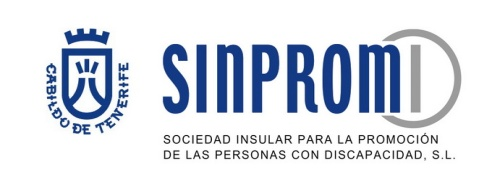 CABILDO DE TENERIFE
SINPROMI
SOCIEDAD INSULAR PARA LA PROMOCIÓN
DE LAS PERSONAS CON DISCAPACIDAD, S.L.